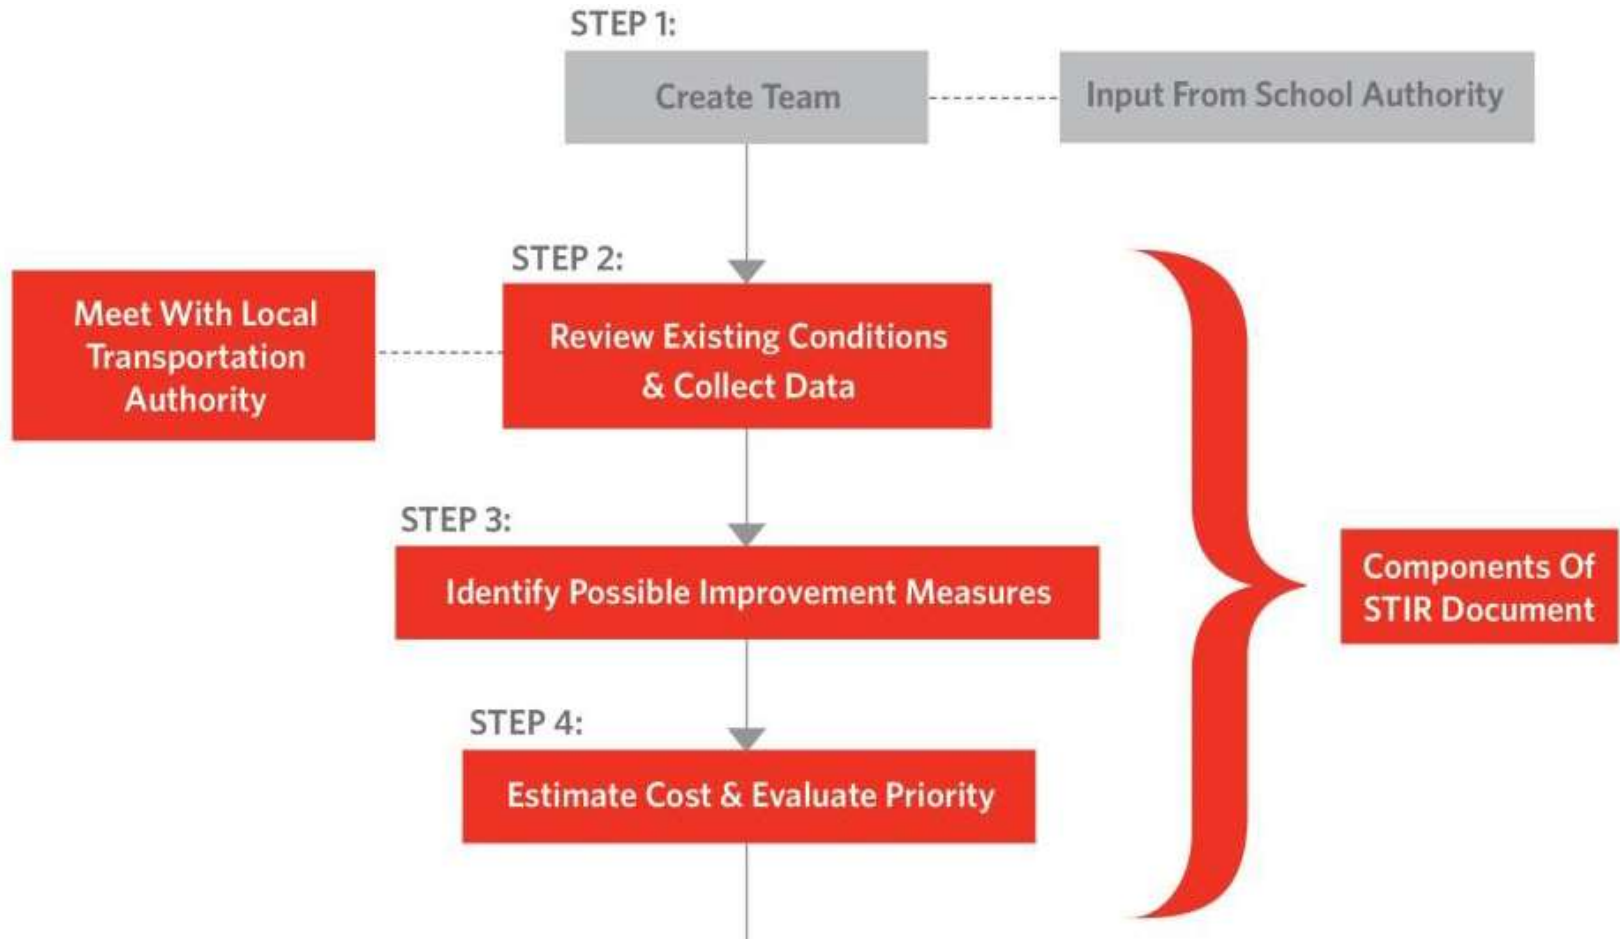 STEP 1:
Create Team
Input From School Authority
STEP 2:
Meet With Local
Transportation
Authority
Review Existing Conditions
& Collect Data
STEP 3:
Identify Possible Improvement Measures
Components Of
STIR Document
STEP 4:
Estimate Cost & Evaluate Priority